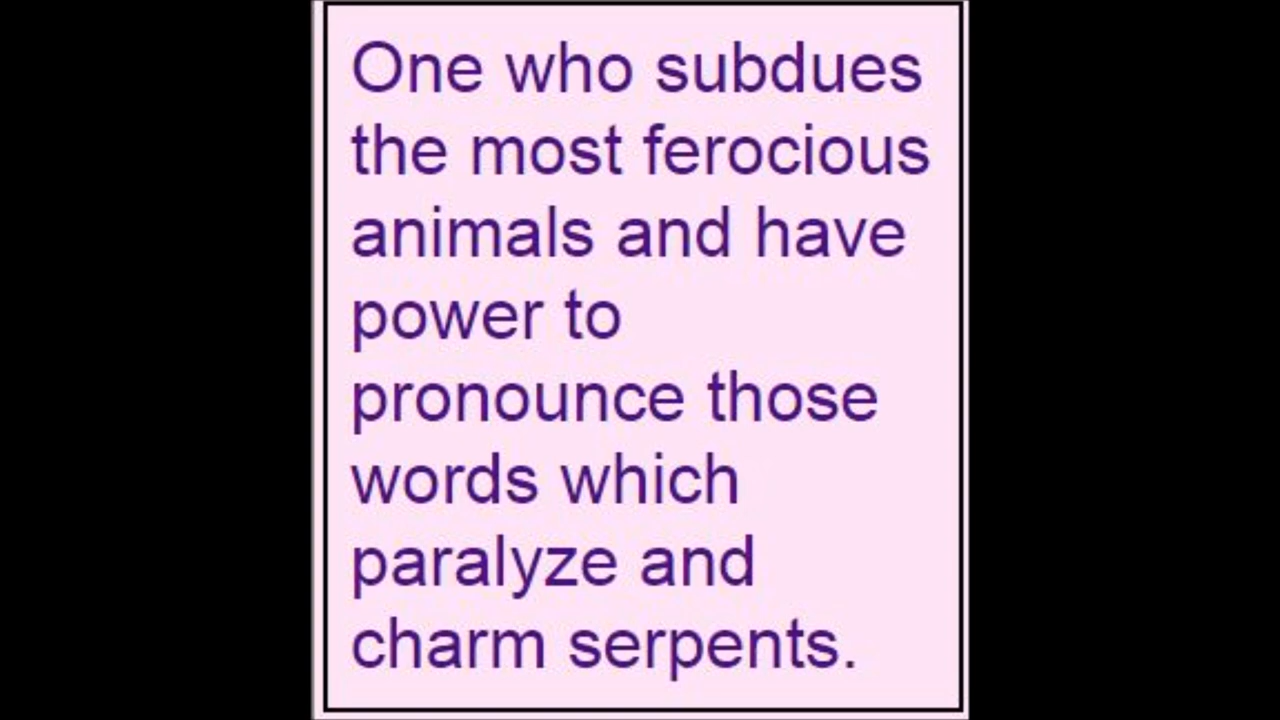 One who subdues
the most ferocious
animals and have
power to
pronounce those
words which
paralyze and
charm serpents.